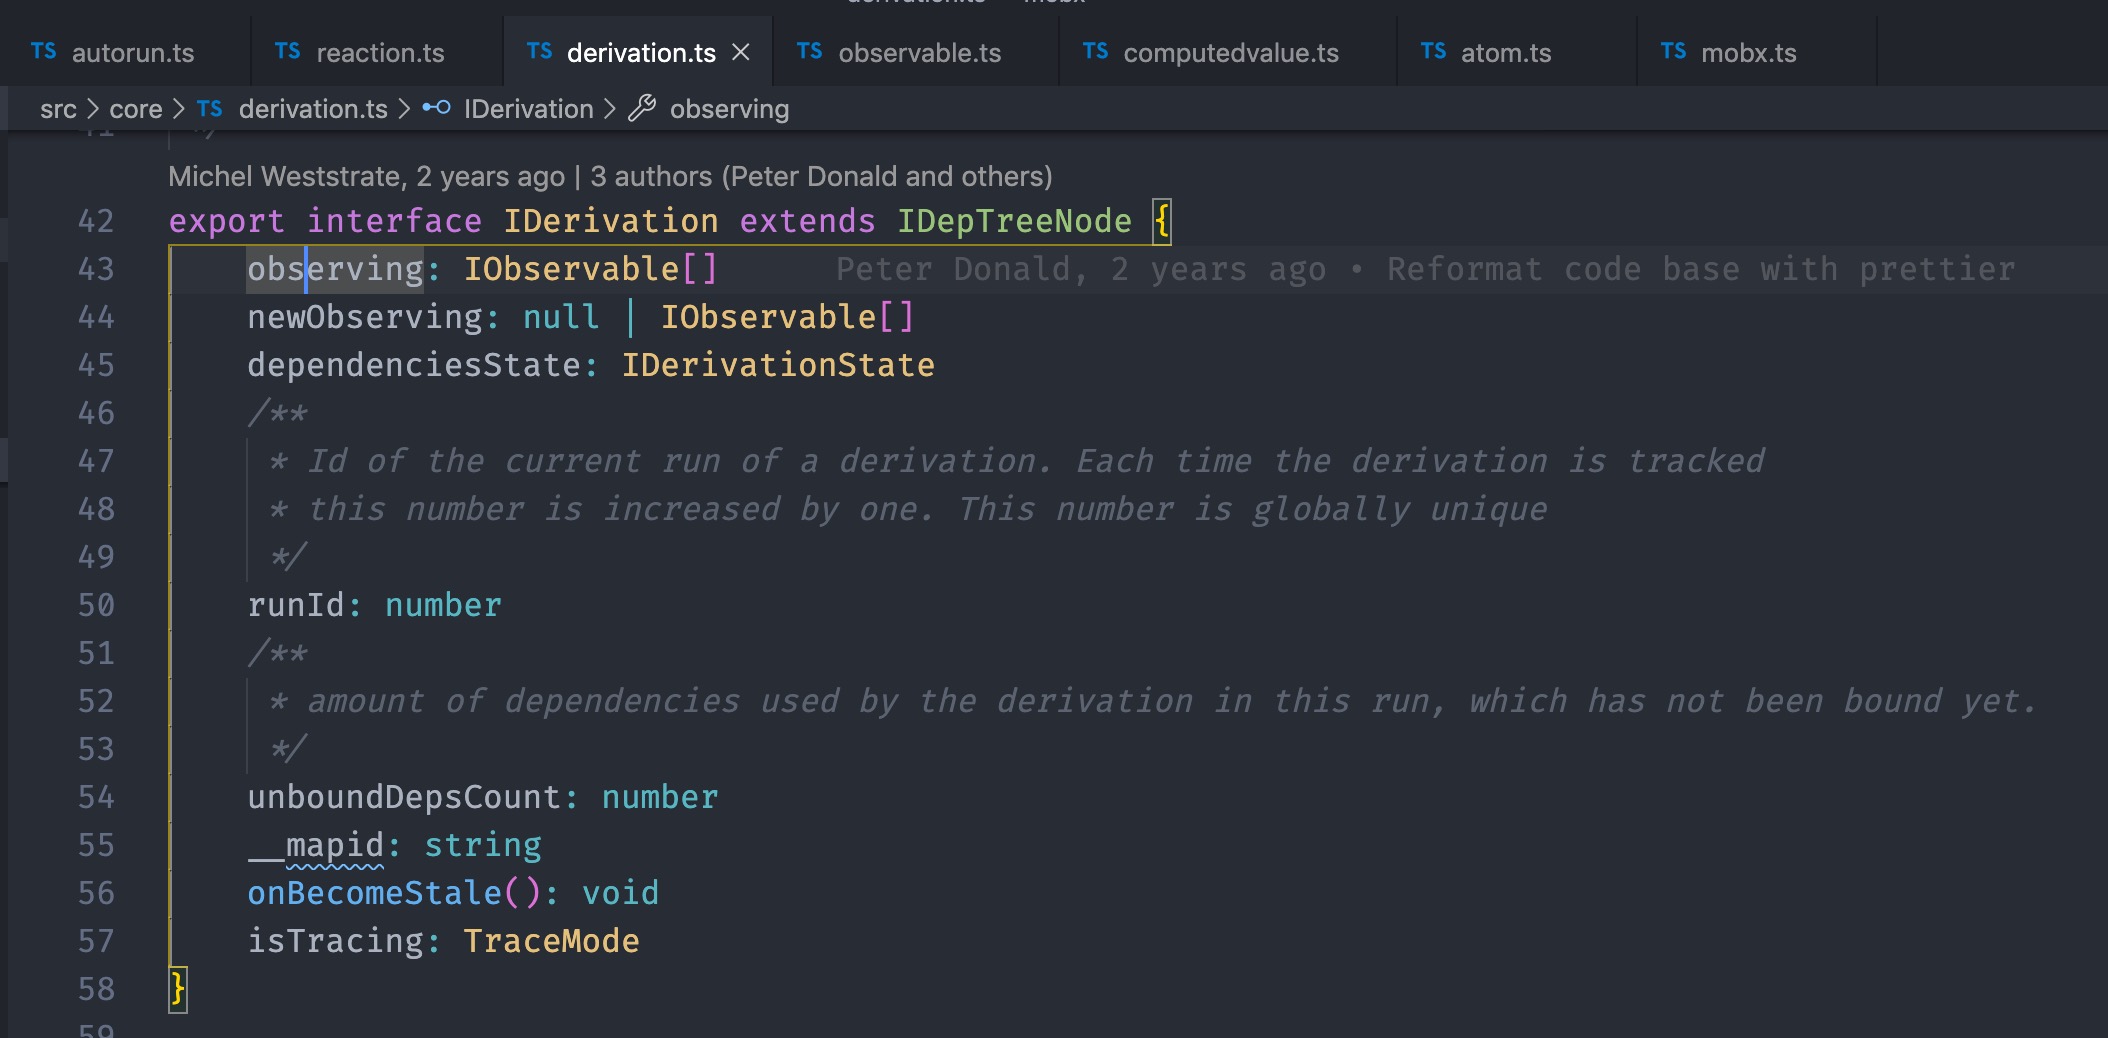 derivation.ts — mobx
TS autorun.ts TS reaction.ts TS derivation.ts TS observable.ts TS computedvalue.ts TS atom.ts TS mobx.ts
src > core > TS derivation.ts > IDerivation > observing
41 */
Michel Weststrate, 2 years ago | 3 authors (Peter Donald and others)
42 export interface IDerivation extends IDepTreeNode {
43 observing: IObservable[] Peter Donald, 2 years ago • Reformat code base with prettier
44 newObserving: null | IObservable[]
45 dependenciesState: IDerivationState
46 /**
47 * Id of the current run of a derivation. Each time the derivation is tracked
48 * this number is increased by one. This number is globally unique
49 */
50 runId: number
51 /**
52 * amount of dependencies used by the derivation in this run, which has not been bound yet.
53 */
54 unboundDepsCount: number
55 __mapid: string
56 onBecomeStale(): void
57 isTracing: TraceMode
58 }
59